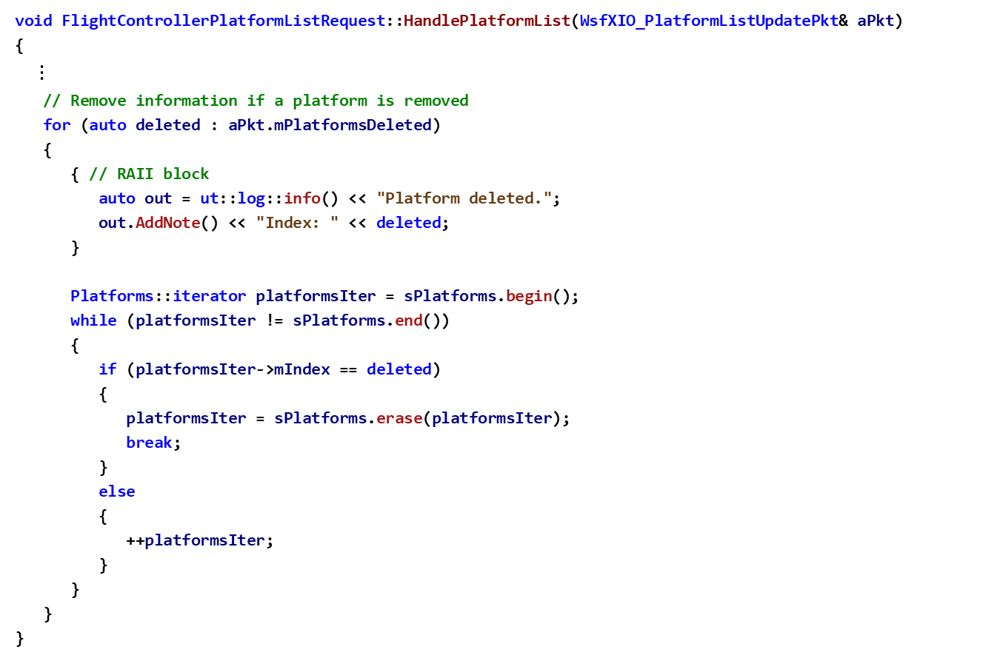 void FlightControllerPlatformListRequest::HandlePlatformList(WsfXIO_PlatformListUpdatePkt& aPkt)
{
   ⋮
   // Remove information if a platform is removed
   for (auto deleted : aPkt.mPlatformsDeleted)
   {
      { // RAII block
         auto out = ut::log::info() << "Platform deleted.";
         out.AddNote() << "Index: " << deleted;
      }

      Platforms::iterator platformsIter = sPlatforms.begin();
      while (platformsIter != sPlatforms.end())
      {
         if (platformsIter->mIndex == deleted)
         {
            platformsIter = sPlatforms.erase(platformsIter);
            break;
         }
         else
         {
            ++platformsIter;
         }
      }
   }
}